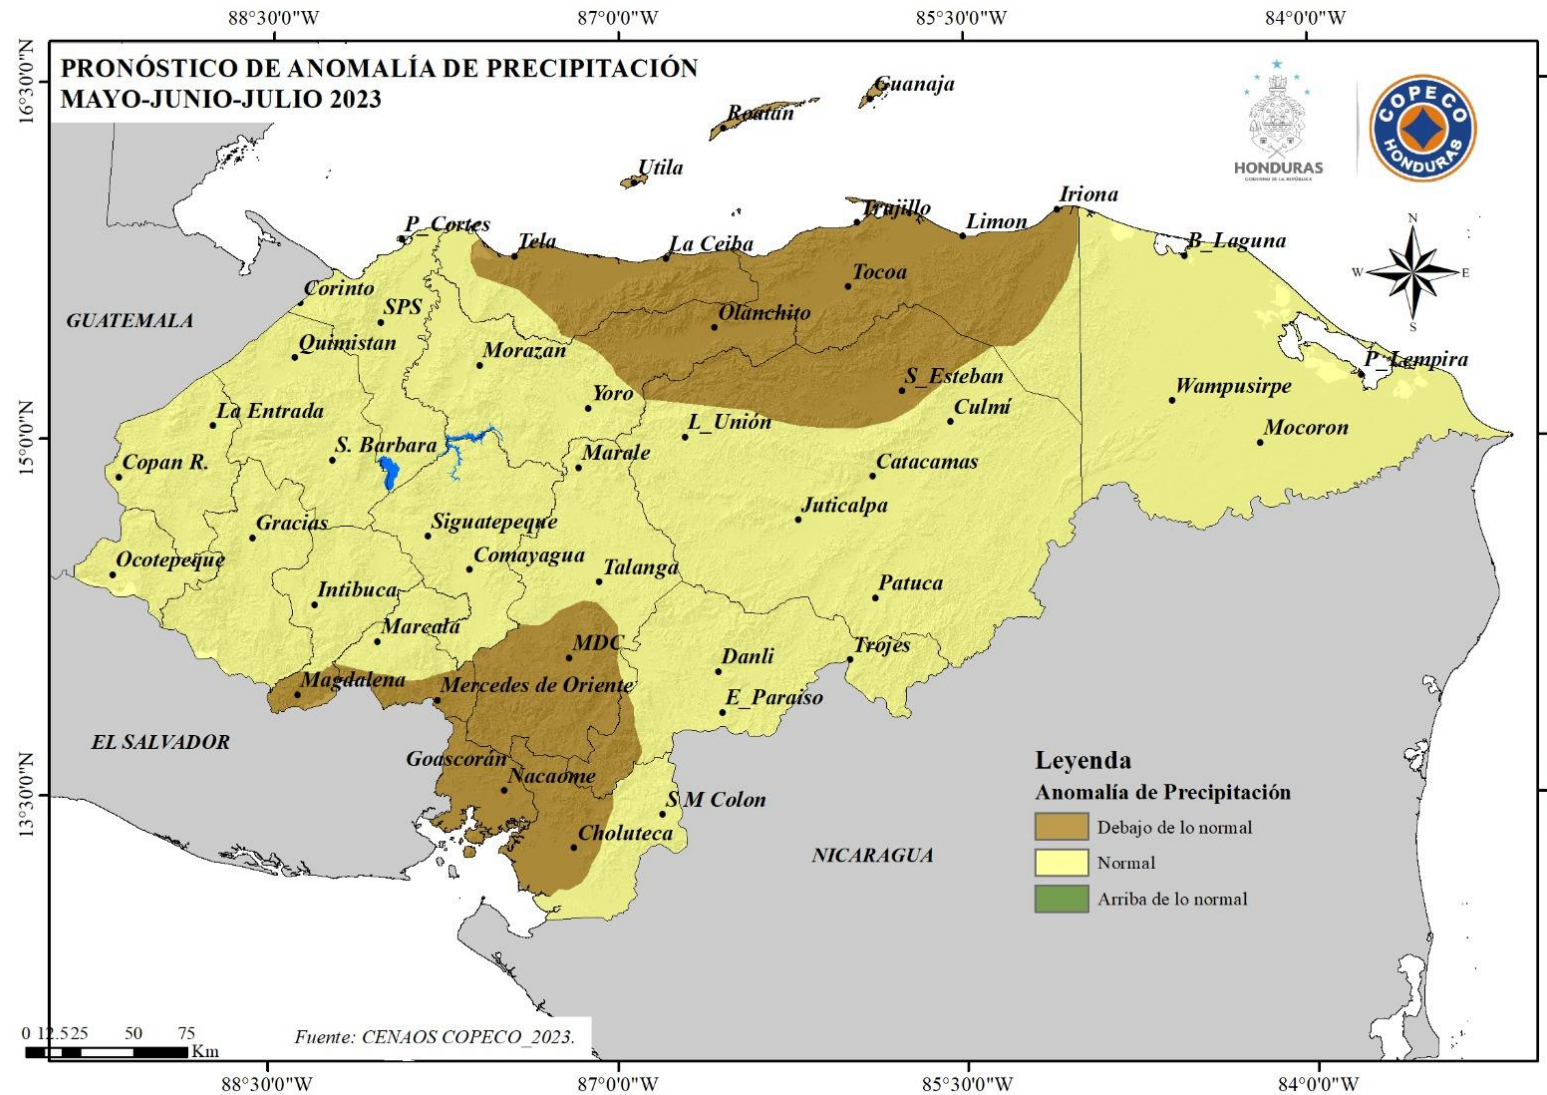 88°30'0"W 87°0'0"W 85°30'0"W 84°0'0"W
16°30'0"N
PRONÓSTICO DE ANOMALÍA DE PRECIPITACIÓN
MAYO-JUNIO-JULIO 2023
HONDURAS
GOBIERNO DE LA REPÚBLICA
COPECO
HONDURAS
Guanaja
Roatán
Utila
Iriona
Trujillo
Limon
P_Cortes
Tela
La Ceiba
B_Laguna
N
W E
S
Tocoa
Corinto
SPS
Olanchito
GUATEMALA
Quimistan
Morazan
P_Lempira
S_Esteban
Wampusirpe
Yoro
Culmí
La Entrada
L_Unión
Mocoron
15°0'0"N
S. Barbara
Marale
Copan R.
Catacamas
Juticalpa
Gracias
Siguatepeque
Ocotepeque
Comayagua
Talanga
Intibuca
Patuca
Marcala
MDC
Danli
Trojes
Magdalena
Mercedes de Oriente
E_Paraiso
EL SALVADOR
Goascorán
Nacaome
13°30'0"N
S M Colon
Choluteca
NICARAGUA
Leyenda
Anomalía de Precipitación
Debajo de lo normal
Normal
Arriba de lo normal
0 12.525 50 75
Km
Fuente: CENAOS COPECO_2023.
88°30'0"W 87°0'0"W 85°30'0"W 84°0'0"W